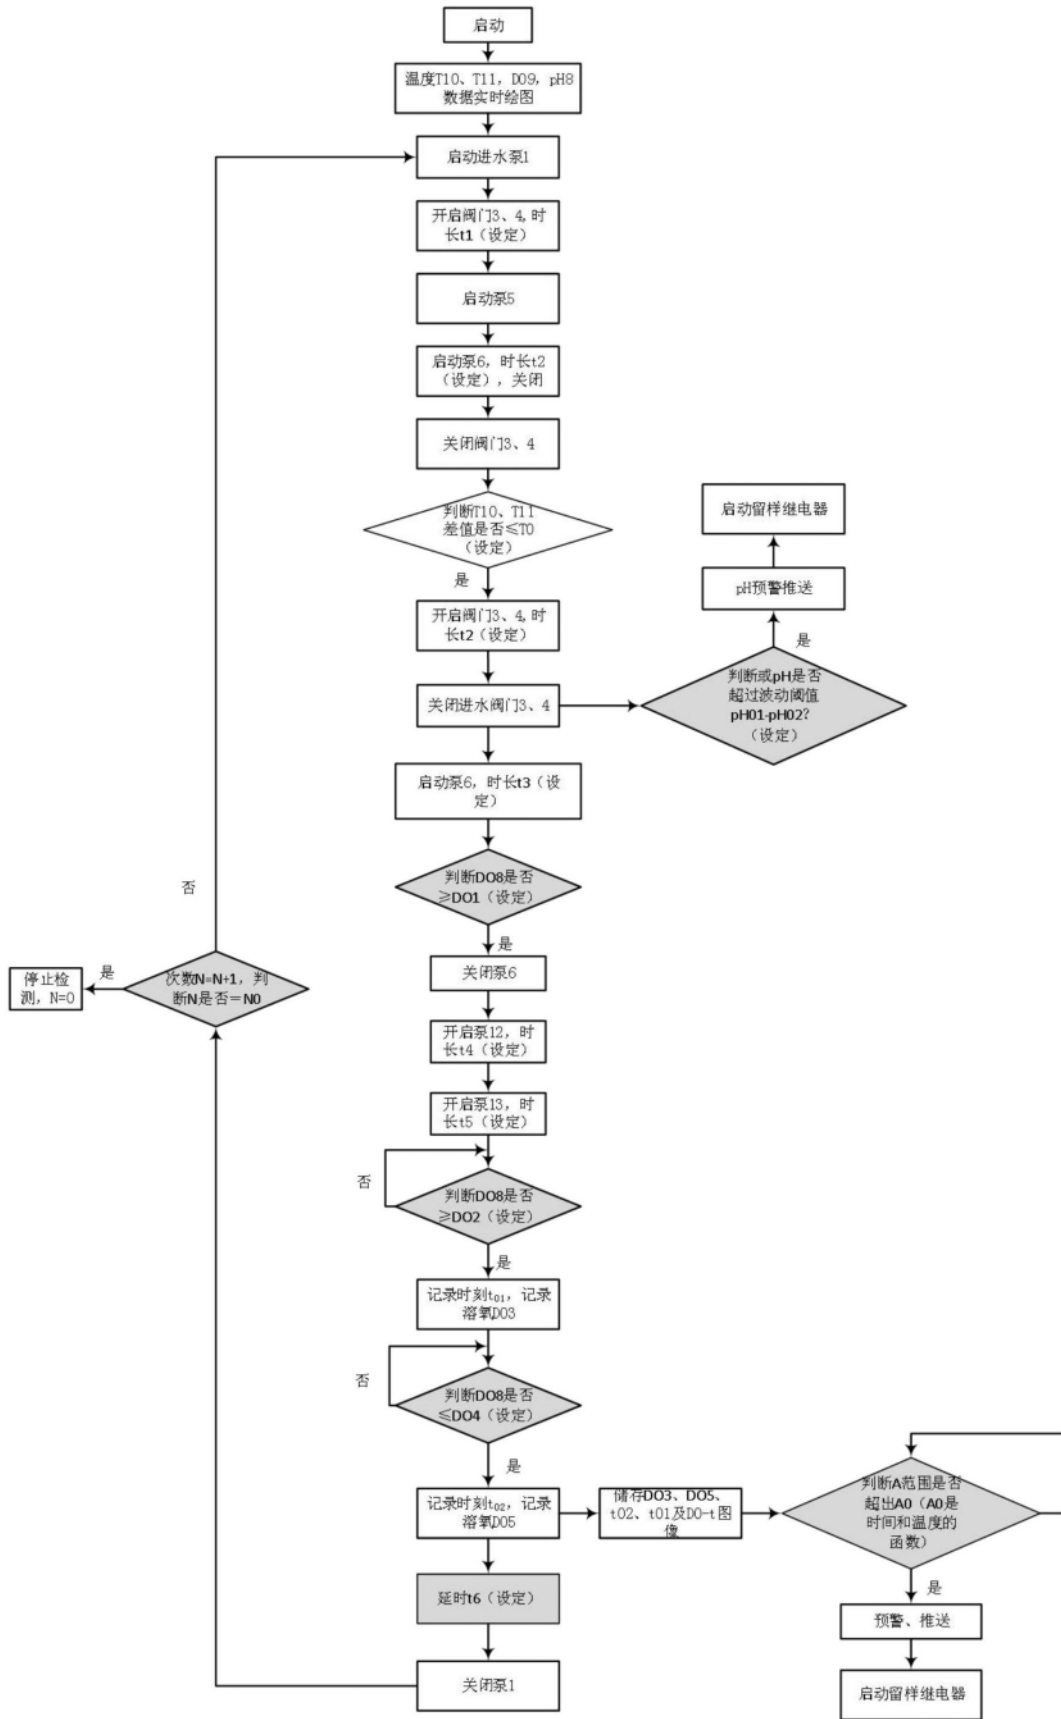 启动
温度T10、T11，DO9，pH8
数据实时绘图
启动进水泵1
开启阀门3、4,时
长t1（设定）
启动泵5
启动泵6，时长t2
（设定），关闭
关闭阀门3、4
判断T10、T11
差值是否≤T0
（设定）
是
开启阀门3、4,时
长t2（设定）
关闭进水阀门3、4
启动留样继电器
pH预警推送
是
判断或pH是否
超过波动阈值
pH01-pH02？
（设定）
启动泵6，时长t3（设
定）
判断DO8是否
≥DO1（设定）
是
关闭泵6
否
次数N=N+1，判
断N是否＝N0
是
停止检
测，N=0
开启泵12，时
长t4（设定）
开启泵13，时
长t5（设定）
否
判断DO8是否
≥DO2（设定）
是
记录时刻t₀₁，记录
溶氧DO3
否
判断DO8是否
≤DO4（设定）
是
记录时刻t₀₂，记录
溶氧DO5
储存DO3、DO5、
t02、t01及DO-t图
像
判断A范围是否
超出A0（A0是
时间和温度的
函数）
是
预警、推送
启动留样继电器
延时t6（设定）
关闭泵1